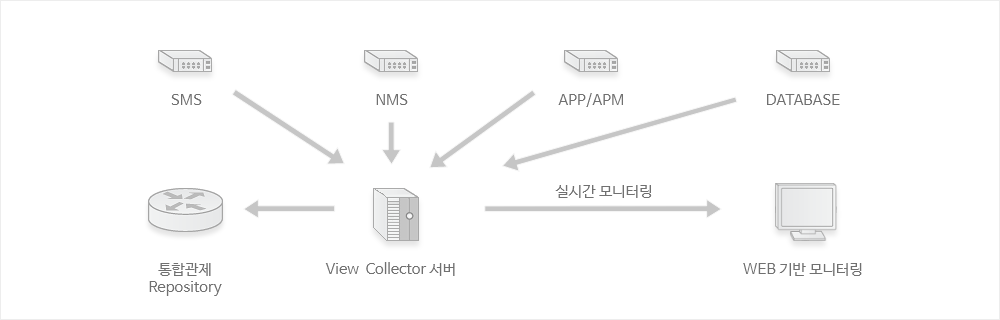 SMS
NMS
APP/APM
DATABASE
실시간 모니터링
통합관제
Repository
View Collector 서버
WEB 기반 모니터링